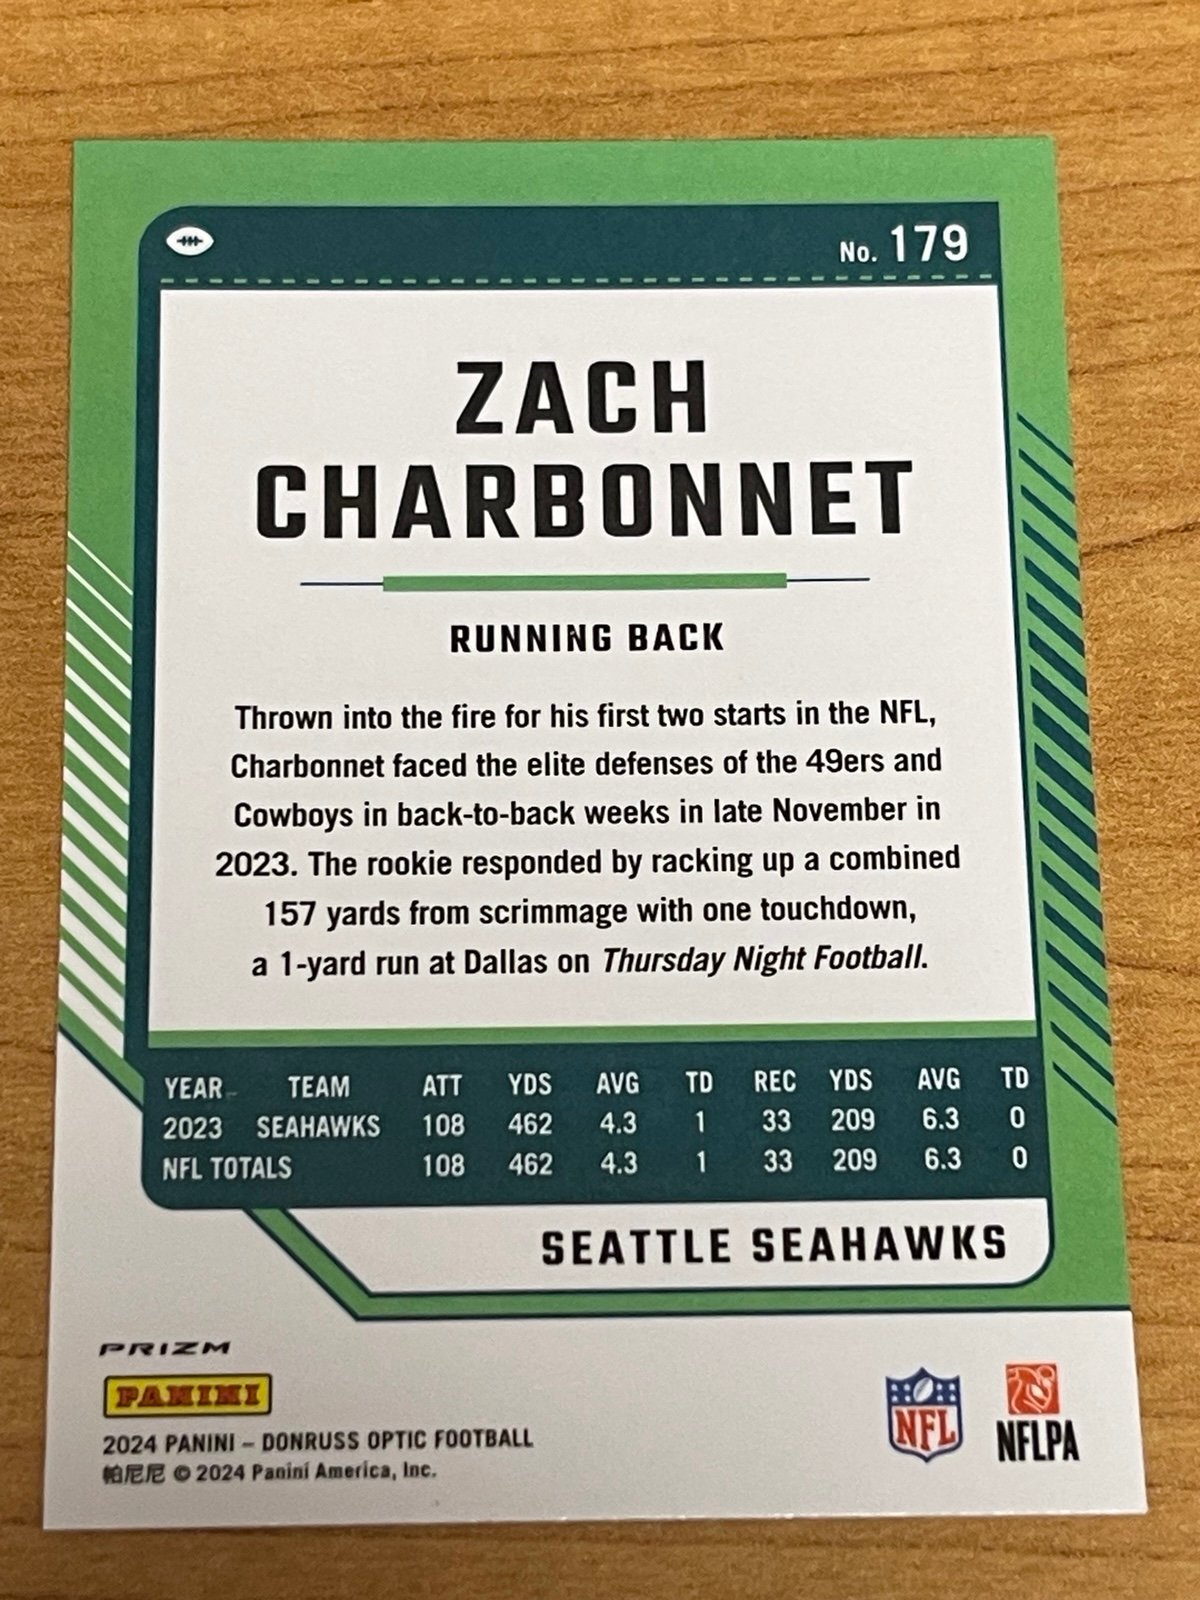 No. 179
ZACH
CHARBONNET
RUNNING BACK
Thrown into the fire for his first two starts in the NFL,
Charbonnet faced the elite defenses of the 49ers and
Cowboys in back-to-back weeks in late November in
2023. The rookie responded by racking up a combined
157 yards from scrimmage with one touchdown,
a 1-yard run at Dallas on Thursday Night Football.
YEAR TEAM ATT YDS AVG TD REC YDS AVG TD
2023 SEAHAWKS 108 462 4.3 1 33 209 6.3 0
NFL TOTALS 108 462 4.3 1 33 209 6.3 0
SEATTLE SEAHAWKS
PRIZM
PANINI
2024 PANINI – DONRUSS OPTIC FOOTBALL
帕尼尼 © 2024 Panini America, Inc.
NFL
NFLPA